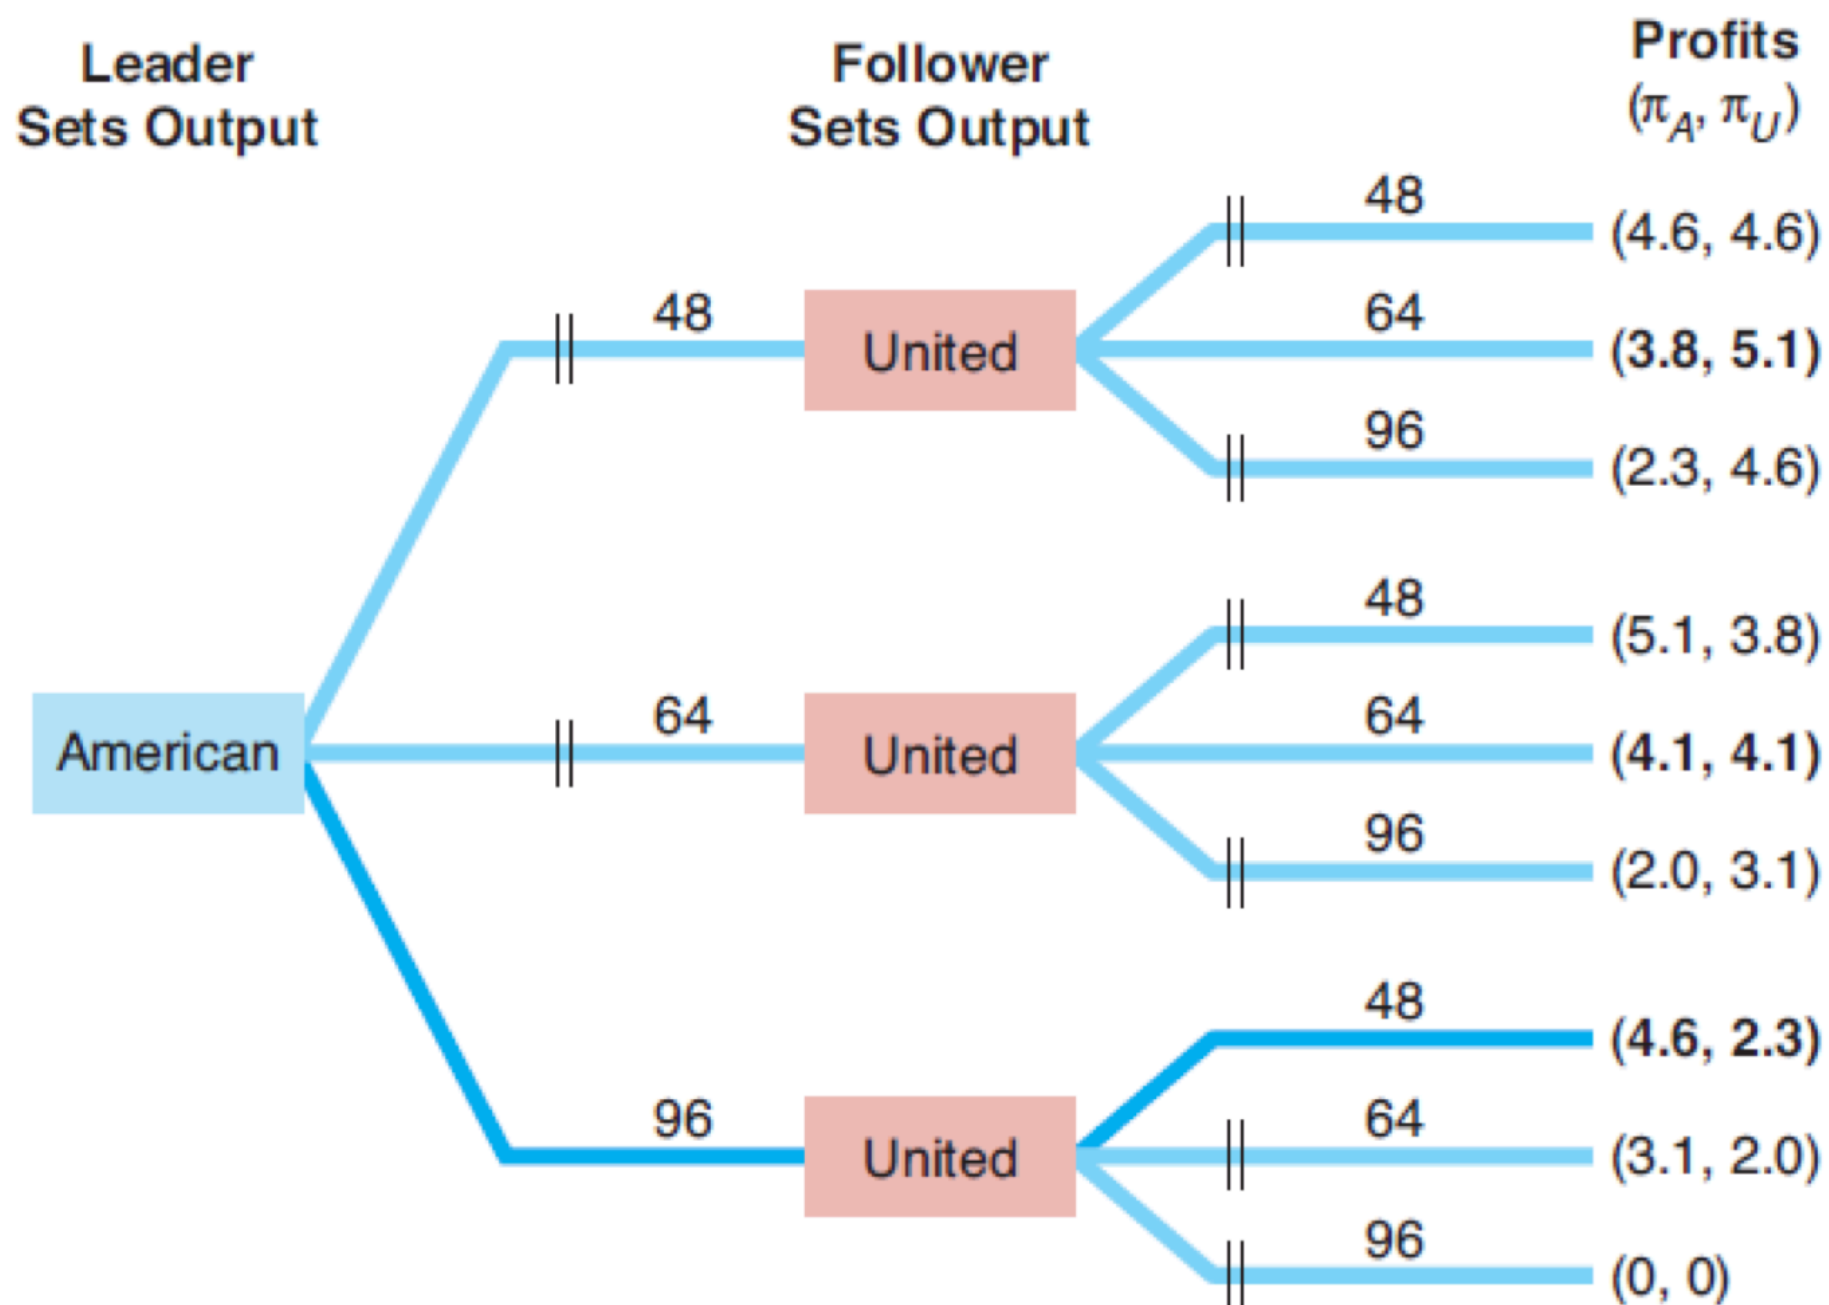 Leader
Sets Output
Follower
Sets Output
Profits
(π_A, π_U)
American
48
United
48
(4.6, 4.6)
64
(3.8, 5.1)
96
(2.3, 4.6)
64
United
48
(5.1, 3.8)
64
(4.1, 4.1)
96
(2.0, 3.1)
96
United
48
(4.6, 2.3)
64
(3.1, 2.0)
96
(0, 0)